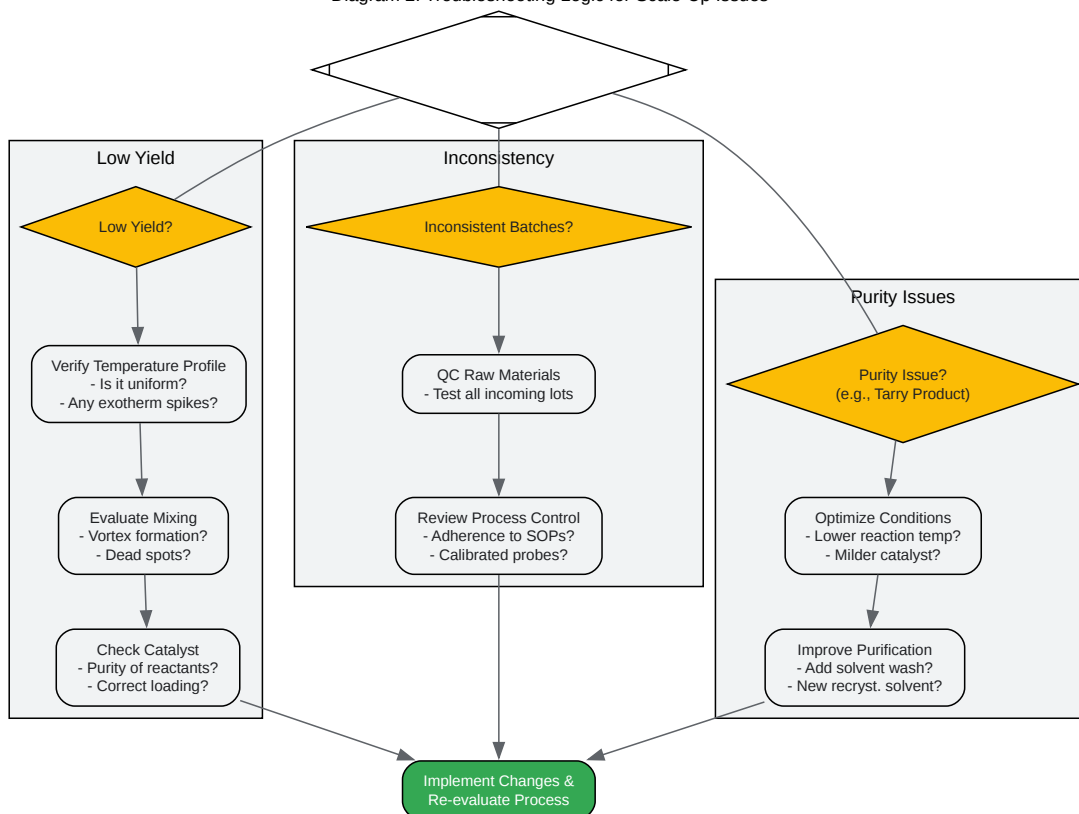 Low Yield
Low Yield?
Verify Temperature Profile
- Is it uniform?
- Any exotherm spikes?
Evaluate Mixing
- Vortex formation?
- Dead spots?
Check Catalyst
- Purity of reactants?
- Correct loading?
Inconsistency
Inconsistent Batches?
QC Raw Materials
- Test all incoming lots
Review Process Control
- Adherence to SOPs?
- Calibrated probes?
Purity Issues
Purity Issue?
(e.g., Tarry Product)
Optimize Conditions
- Lower reaction temp?
- Milder catalyst?
Improve Purification
- Add solvent wash?
- New recryst. solvent?
Implement Changes &
Re-evaluate Process